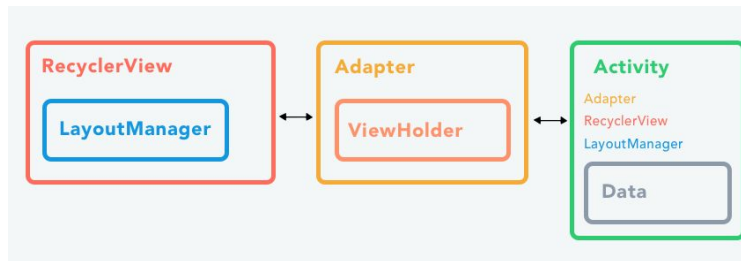 RecyclerView
LayoutManager
Adapter
ViewHolder
Activity
Adapter
RecyclerView
LayoutManager
Data